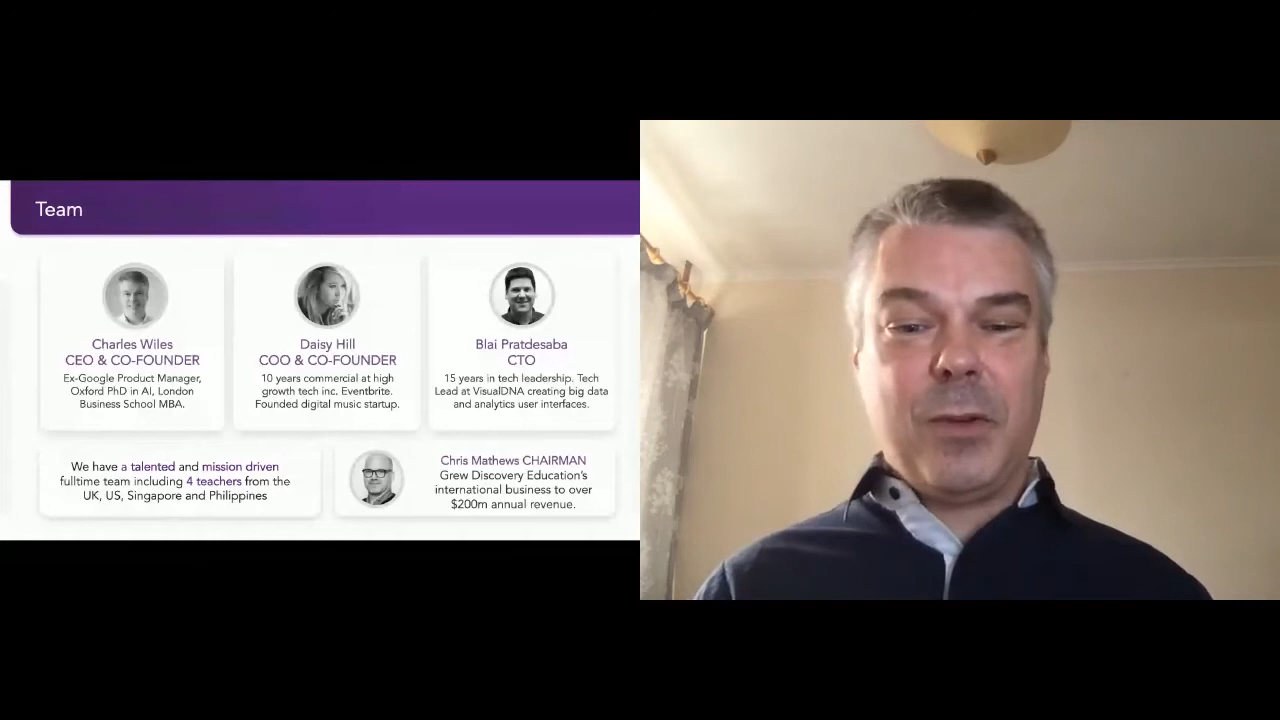 Team
Charles Wiles
CEO & CO-FOUNDER
Ex-Google Product Manager,
Oxford PhD in AI, London
Business School MBA.
Daisy Hill
COO & CO-FOUNDER
10 years commercial at high
growth tech inc. Eventbrite.
Founded digital music startup.
Blai Pratdesaba
CTO
15 years in tech leadership. Tech
Lead at VisualDNA creating big data
and analytics user interfaces.
We have a talented and mission driven
fulltime team including 4 teachers from the
UK, US, Singapore and Philippines
Chris Mathews CHAIRMAN
Grew Discovery Education's
international business to over
$200m annual revenue.